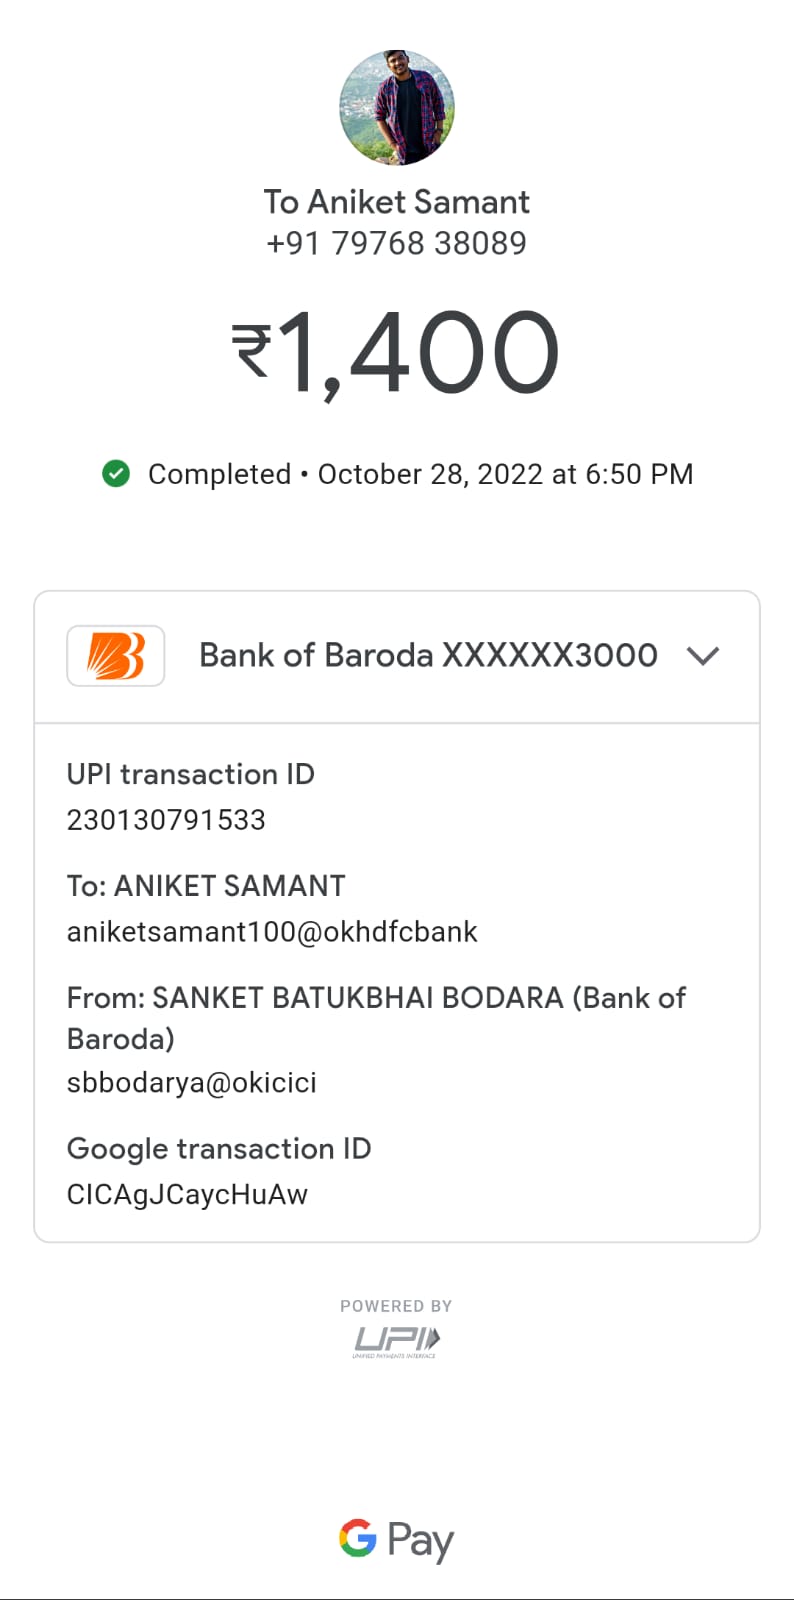 To Aniket Samant
+91 79768 38089
₹1,400
Completed • October 28, 2022 at 6:50 PM
Bank of Baroda XXXXXX3000
UPI transaction ID
230130791533
To: ANIKET SAMANT
aniketsamant100@okhdfcbank
From: SANKET BATUKBHAI BODARA (Bank of
Baroda)
sbbodarya@okicici
Google transaction ID
CICAgJCaycHuAw
POWERED BY
UPI
UNIFIED PAYMENTS INTERFACE
G Pay